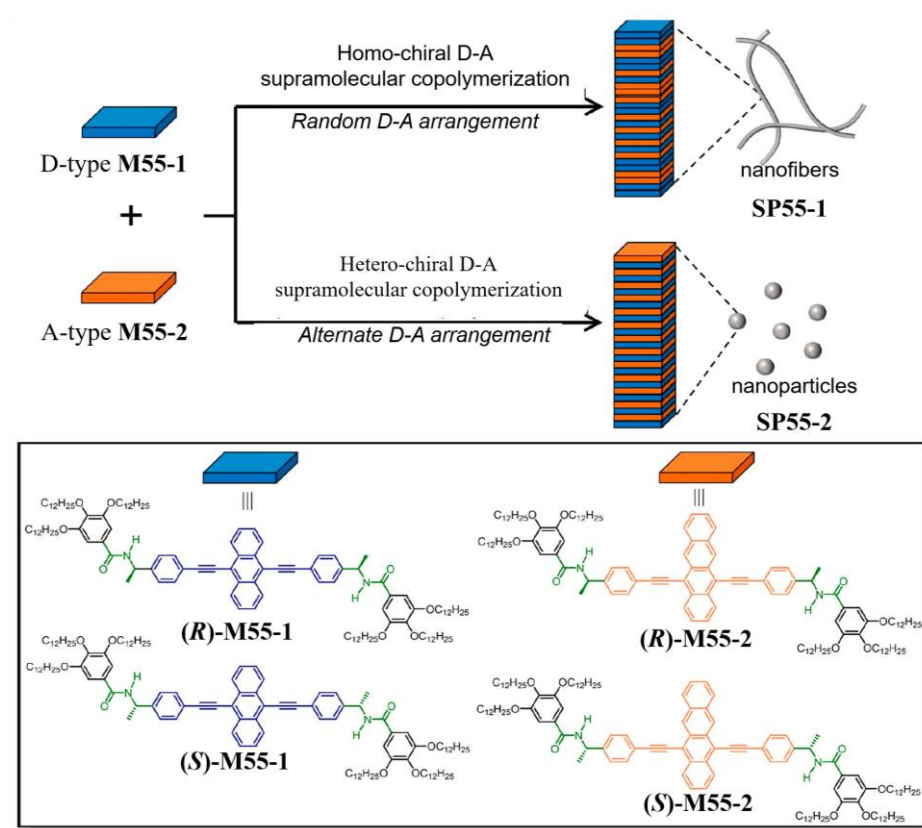 Homo-chiral D-A
supramolecular copolymerization
Random D-A arrangement
D-type M55-1
+
A-type M55-2
nanofibers
SP55-1
Hetero-chiral D-A
supramolecular copolymerization
Alternate D-A arrangement
nanoparticles
SP55-2
C12H25O OC12H25
C12H25O
H
N
O
N
H
O
OC12H25
C12H25O OC12H25
(R)-M55-1
C12H25O OC12H25
C12H25O
H
N
O
N
H
O
OC12H25
C12H25O OC12H25
(R)-M55-2
C12H25O OC12H25
C12H25O
H
N
O
N
H
O
OC12H25
C12H25O OC12H25
(S)-M55-1
C12H25O OC12H25
C12H25O
H
N
O
N
H
O
OC12H25
C12H25O OC12H25
(S)-M55-2